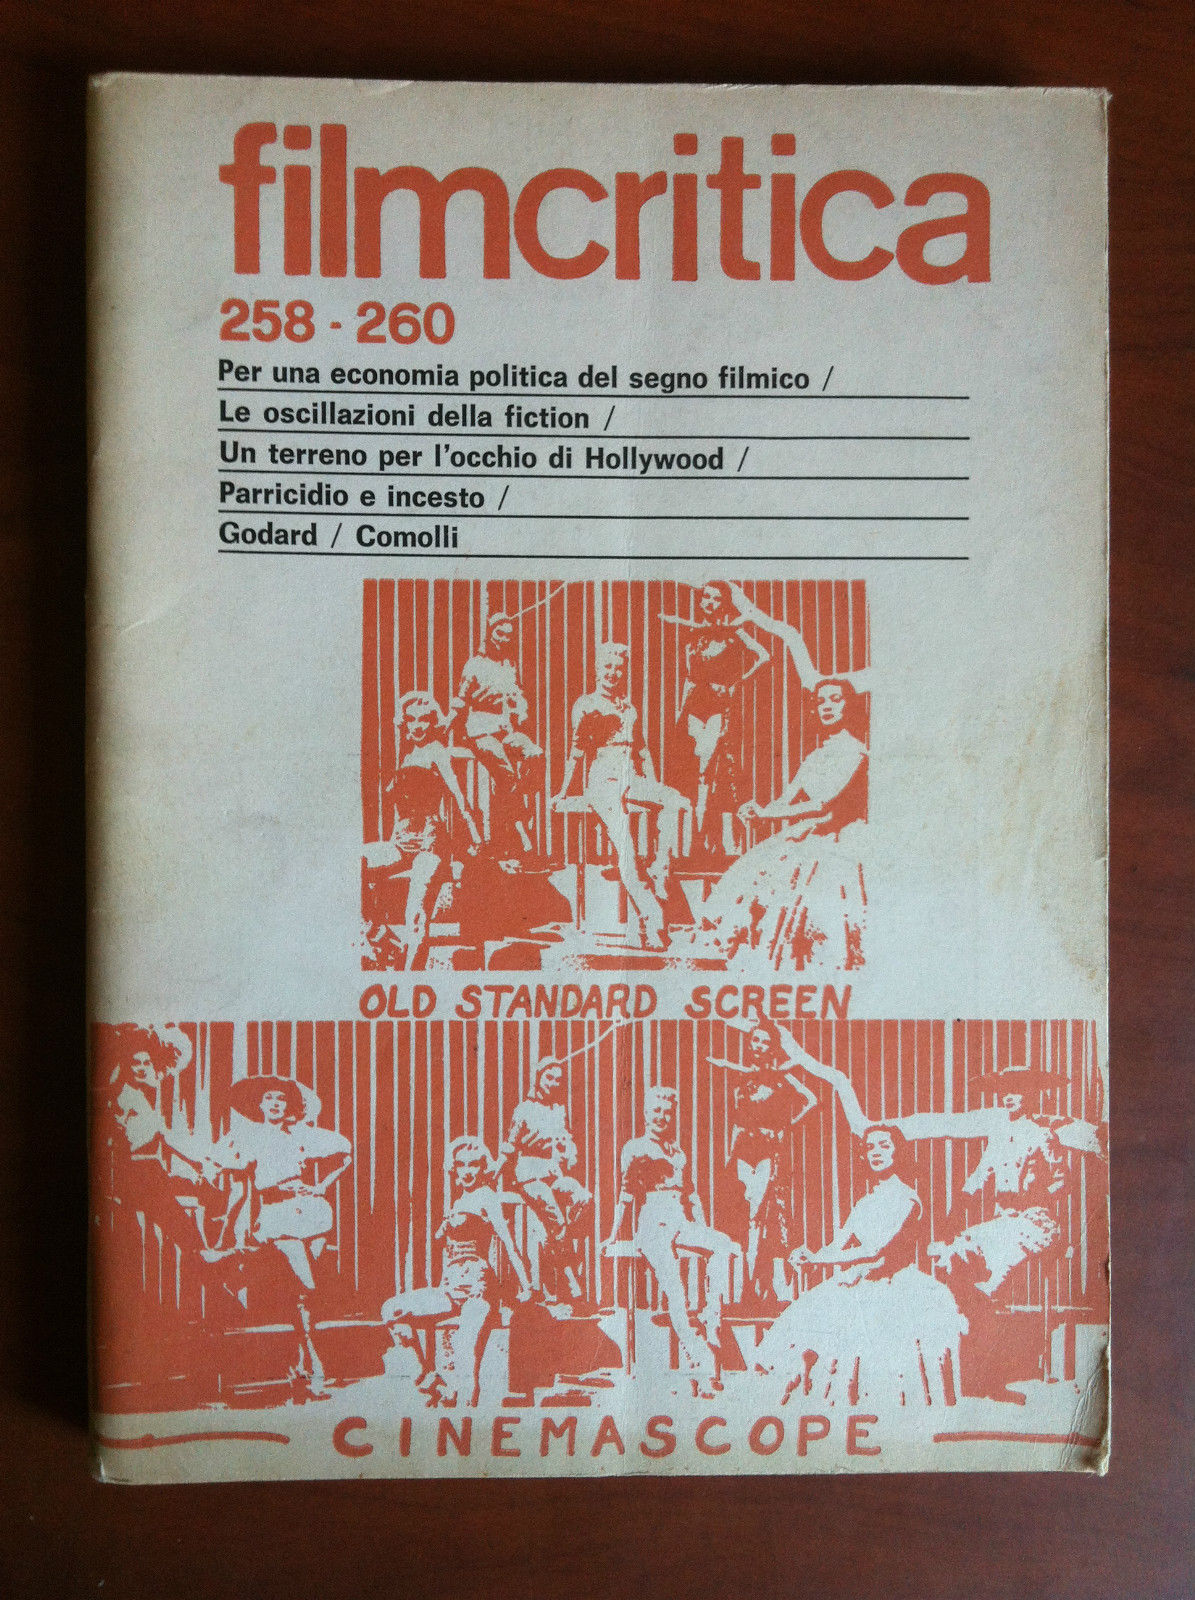 filmcritica
258 - 260
Per una economia politica del segno filmico /
Le oscillazioni della fiction /
Un terreno per l'occhio di Hollywood /
Parricidio e incesto /
Godard / Comolli
OLD STANDARD SCREEN
CINEMASCOPE